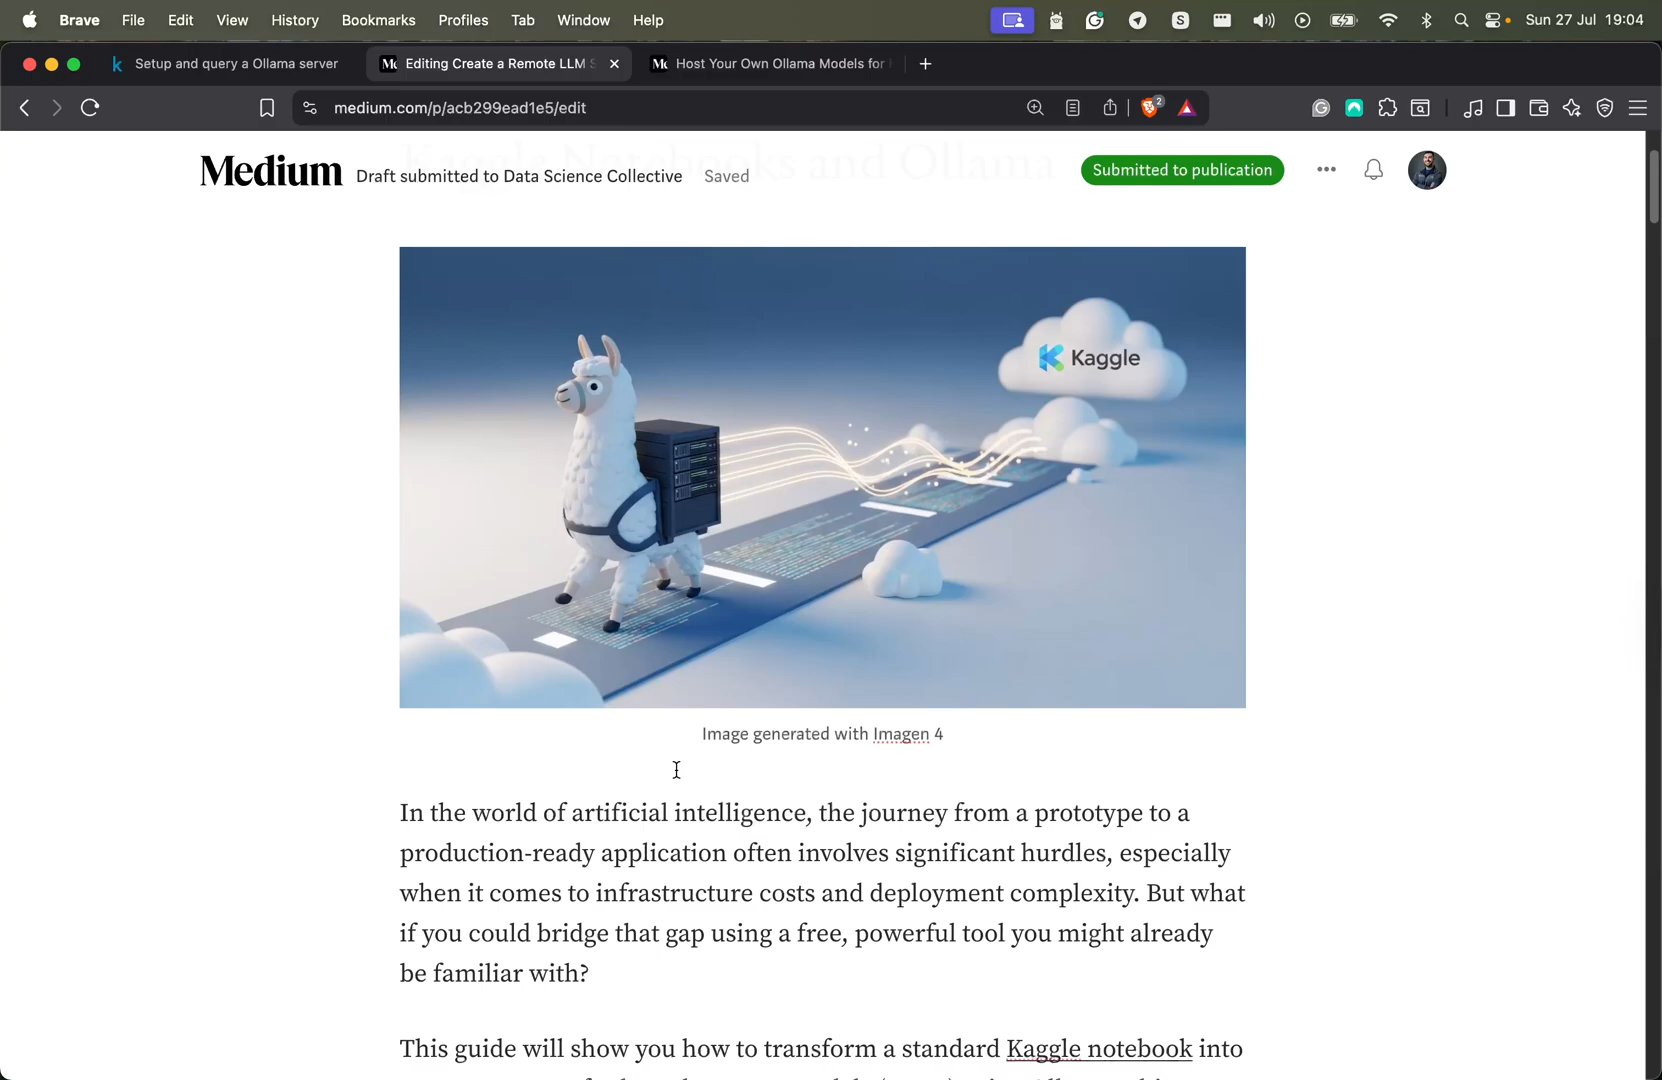 Brave File Edit View History Bookmarks Profiles Tab Window Help Sun 27 Jul 19:04
Setup and query a Ollama server Editing Create a Remote LLM S Host Your Own Ollama Models for
medium.com/p/acb299ead1e5/edit 2
Kaggle Notebooks and Ollama
Medium Draft submitted to Data Science Collective Saved Submitted to publication
Kaggle
Image generated with Imagen 4
In the world of artificial intelligence, the journey from a prototype to a
production-ready application often involves significant hurdles, especially
when it comes to infrastructure costs and deployment complexity. But what
if you could bridge that gap using a free, powerful tool you might already
be familiar with?
This guide will show you how to transform a standard Kaggle notebook into